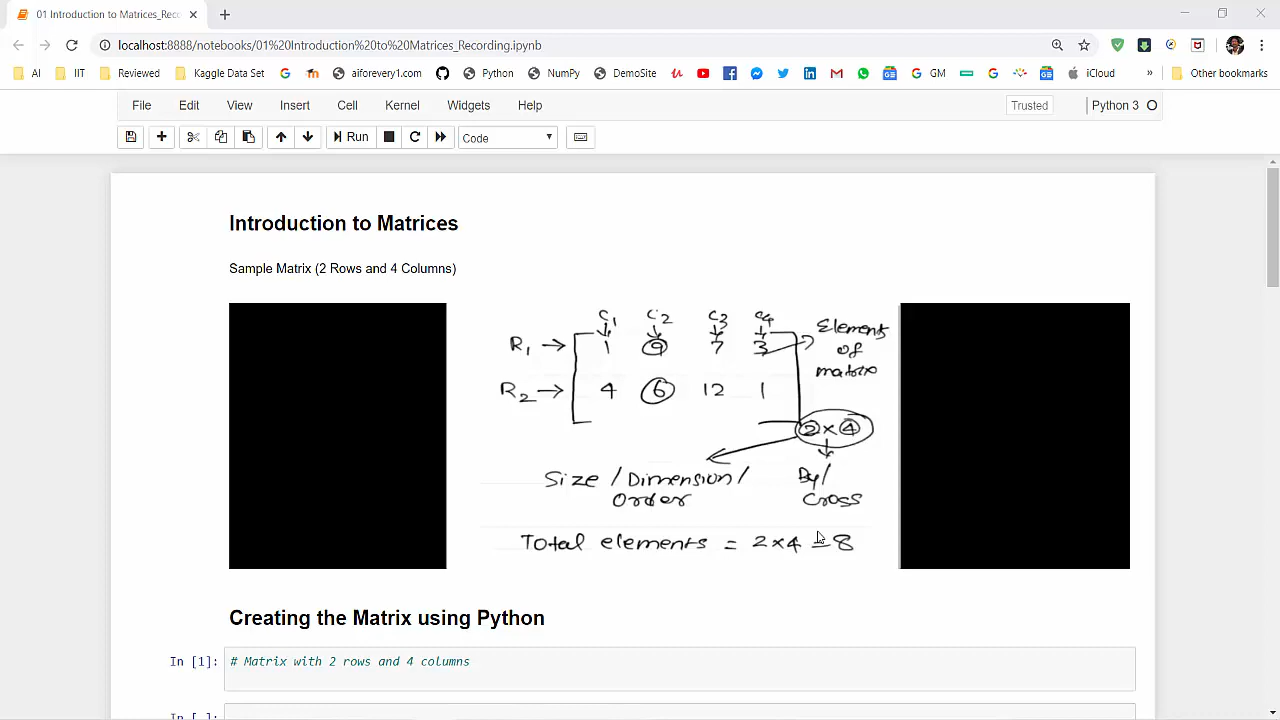 01 Introduction to Matrices_Reco
localhost:8888/notebooks/01%20Introduction%20to%20Matrices_Recording.ipynb
AI IIT Reviewed Kaggle Data Set aiforevery1.com Python NumPy DemoSite GM iCloud » Other bookmarks
File Edit View Insert Cell Kernel Widgets Help Trusted Python 3
Run Code
Introduction to Matrices
Sample Matrix (2 Rows and 4 Columns)
C1 C2 C3 C4
R1 → 1 9 7 3
Element
of
matrix
R2 → 4 6 12 1
2 × 4
Size / Dimension /
Order
By/
Cross
Total elements = 2×4 = 8
Creating the Matrix using Python
In [1]: # Matrix with 2 rows and 4 columns
In [ ]: